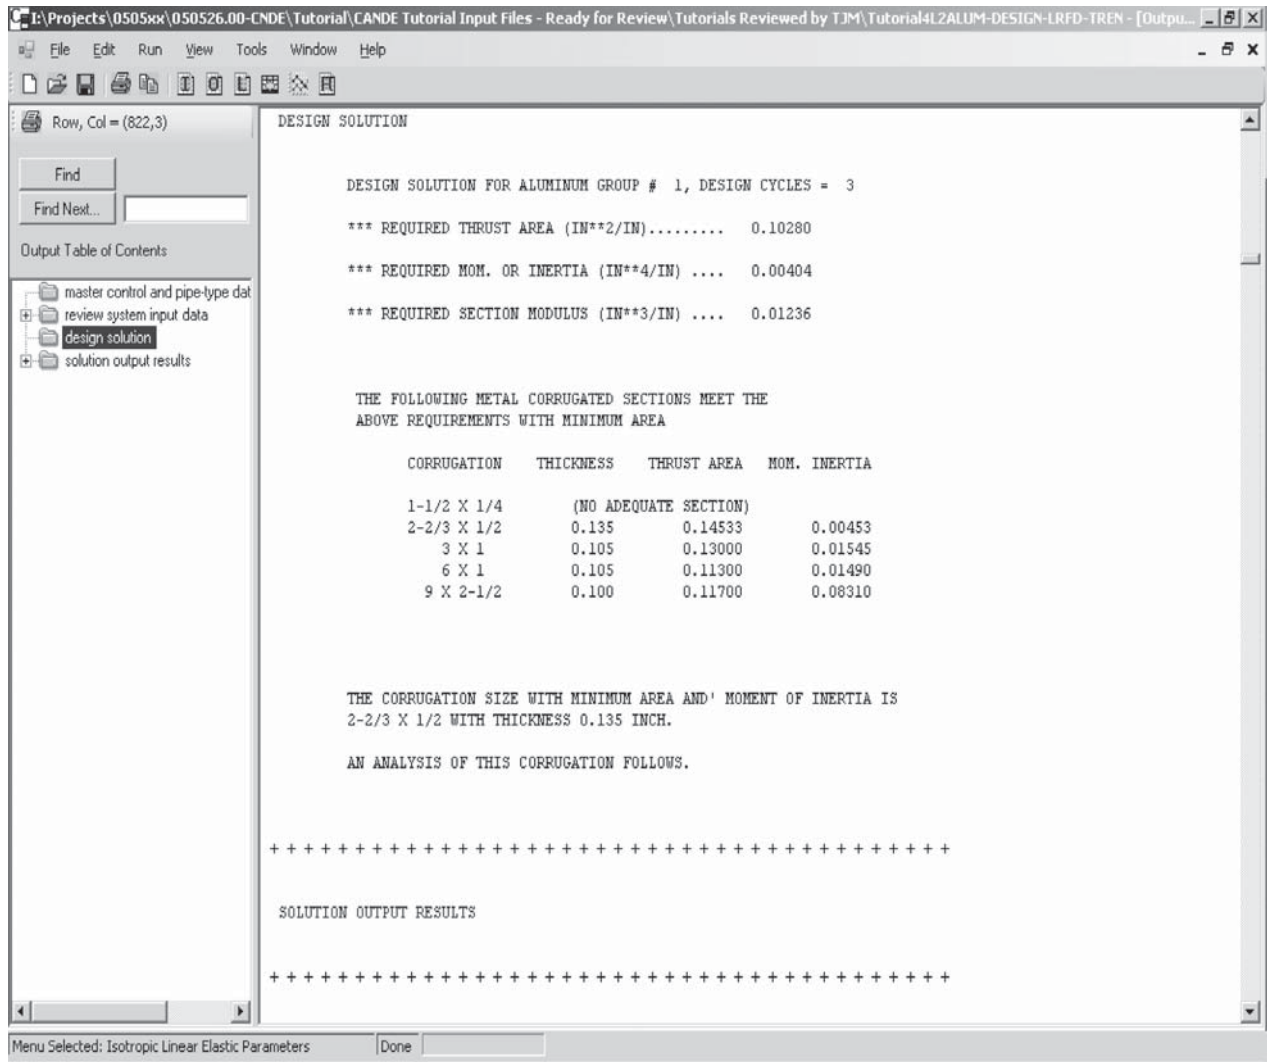 I:\Projects\0505xx\050526.00-CNDE\Tutorial\CANDE Tutorial Input Files - Ready for Review\Tutorials Reviewed by TJM\Tutorial4L2ALUM-DESIGN-LRFD-TREN - [Outpu...
File Edit Run View Tools Window Help
Row, Col = (822,3)
Find
Find Next...
Output Table of Contents
master control and pipe-type dat
review system input data
design solution
solution output results
DESIGN SOLUTION
DESIGN SOLUTION FOR ALUMINUM GROUP # 1, DESIGN CYCLES = 3
*** REQUIRED THRUST AREA (IN**2/IN)......... 0.10280
*** REQUIRED MOM. OR INERTIA (IN**4/IN) .... 0.00404
*** REQUIRED SECTION MODULUS (IN**3/IN) .... 0.01236
THE FOLLOWING METAL CORRUGATED SECTIONS MEET THE
ABOVE REQUIREMENTS WITH MINIMUM AREA
CORRUGATION THICKNESS THRUST AREA MOM. INERTIA
1-1/2 X 1/4 (NO ADEQUATE SECTION)
2-2/3 X 1/2 0.135 0.14533 0.00453
3 X 1 0.105 0.13000 0.01545
6 X 1 0.105 0.11300 0.01490
9 X 2-1/2 0.100 0.11700 0.08310
THE CORRUGATION SIZE WITH MINIMUM AREA AND' MOMENT OF INERTIA IS
2-2/3 X 1/2 WITH THICKNESS 0.135 INCH.
AN ANALYSIS OF THIS CORRUGATION FOLLOWS.
+ + + + + + + + + + + + + + + + + + + + + + + + + + + + + + + + + + + + + + + +
SOLUTION OUTPUT RESULTS
+ + + + + + + + + + + + + + + + + + + + + + + + + + + + + + + + + + + + + + + +
Menu Selected: Isotropic Linear Elastic Parameters Done